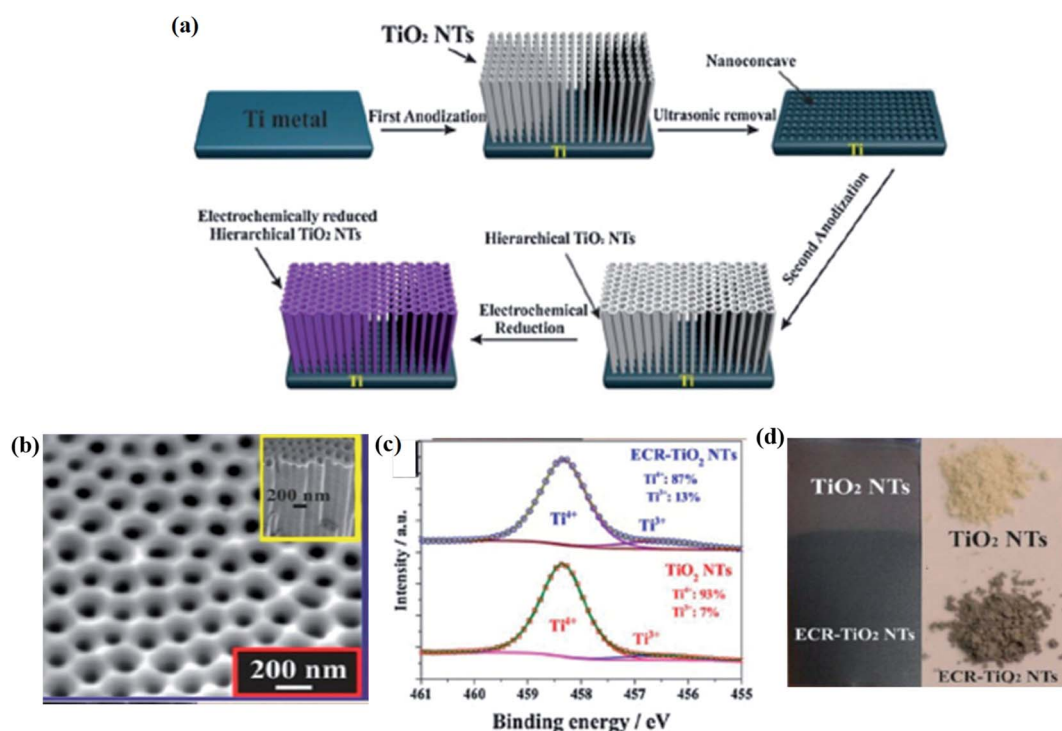 (a)
TiO₂ NTs
Nanoconcave
Ti metal
First Anodization
Ultrasonic removal
Ti
Ti
Second Anodization
Electrochemically reduced
Hierarchical TiO₂ NTs
Hierarchical TiO₂ NTs
Electrochemical
Reduction
Ti
Ti
(b)
200 nm
200 nm
(c)
ECR-TiO₂ NTs
Ti⁴⁺: 87%
Ti³⁺: 13%
Ti⁴⁺
Ti³⁺
TiO₂ NTs
Ti⁴⁺: 93%
Ti³⁺: 7%
Ti⁴⁺
Ti³⁺
Intensity / a.u.
461 460 459 458 457 456 455
Binding energy / eV
(d)
TiO₂ NTs
ECR-TiO₂ NTs
TiO₂ NTs
ECR-TiO₂ NTs